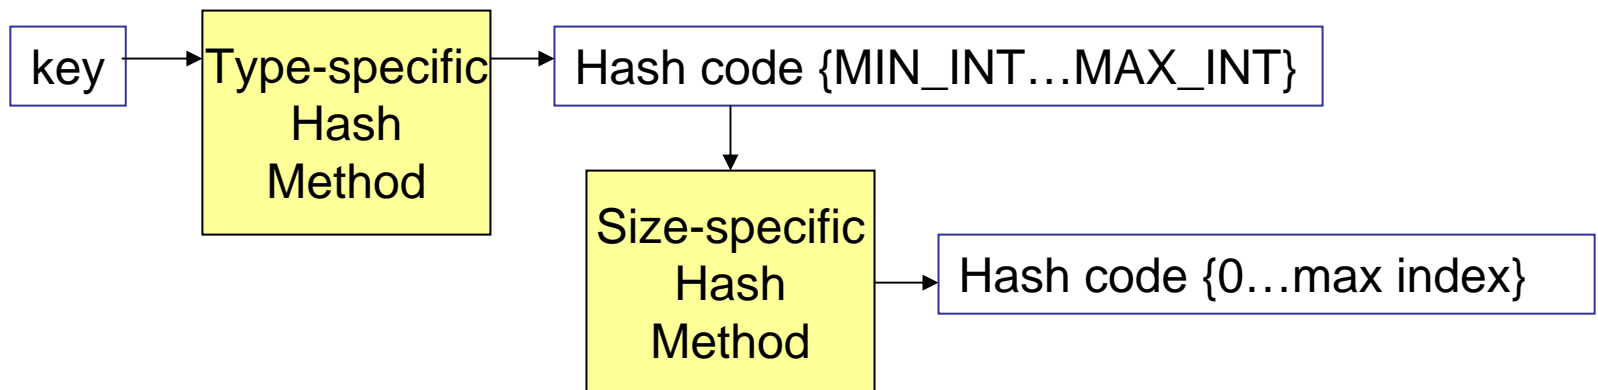 key
Type-specific
Hash
Method
Hash code {MIN_INT…MAX_INT}
Size-specific
Hash
Method
Hash code {0…max index}